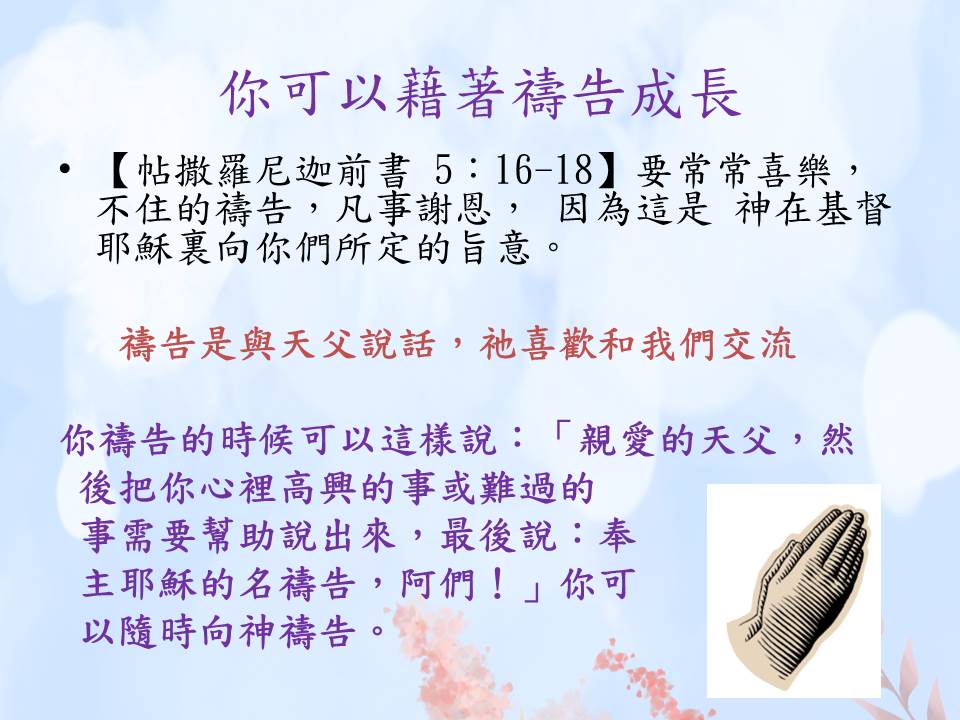 你可以藉著禱告成長
• 【帖撒羅尼迦前書 5：16-18】要常常喜樂，
不住的禱告，凡事謝恩， 因為這是 神在基督
耶穌裏向你們所定的旨意。
禱告是與天父說話，祂喜歡和我們交流
你禱告的時候可以這樣說：「親愛的天父，然
後把你心裡高興的事或難過的
事需要幫助說出來，最後說：奉
主耶穌的名禱告，阿們！」你可
以隨時向神禱告。